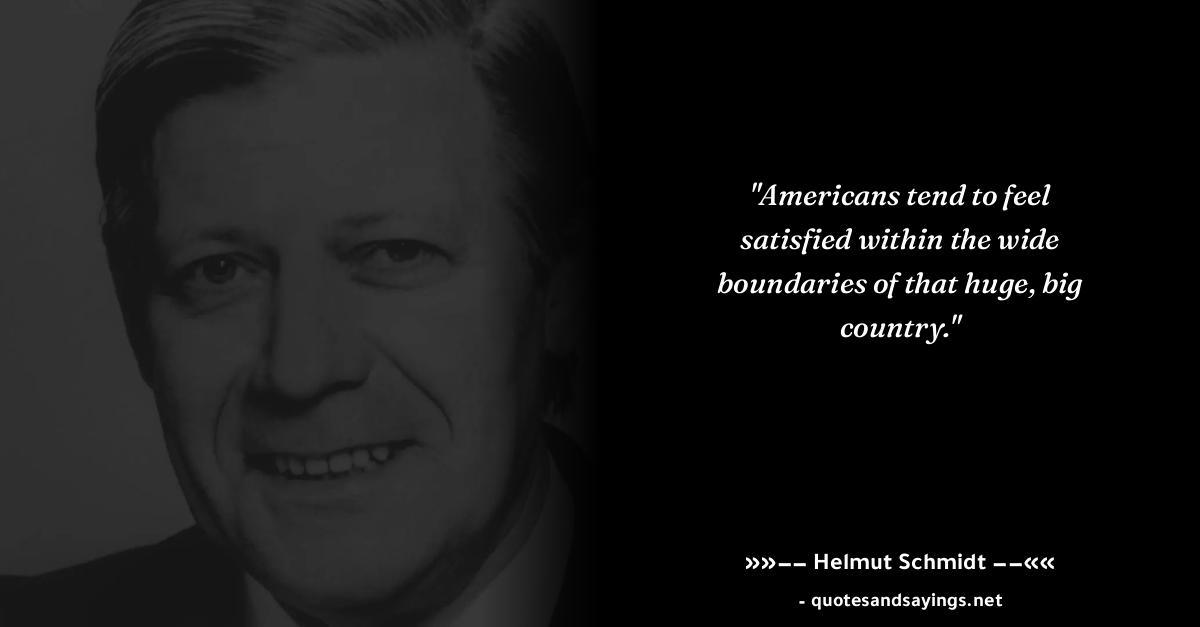 "Americans tend to feel
satisfied within the wide
boundaries of that huge, big
country."
»»−− Helmut Schmidt −−««
- quotesandsayings.net